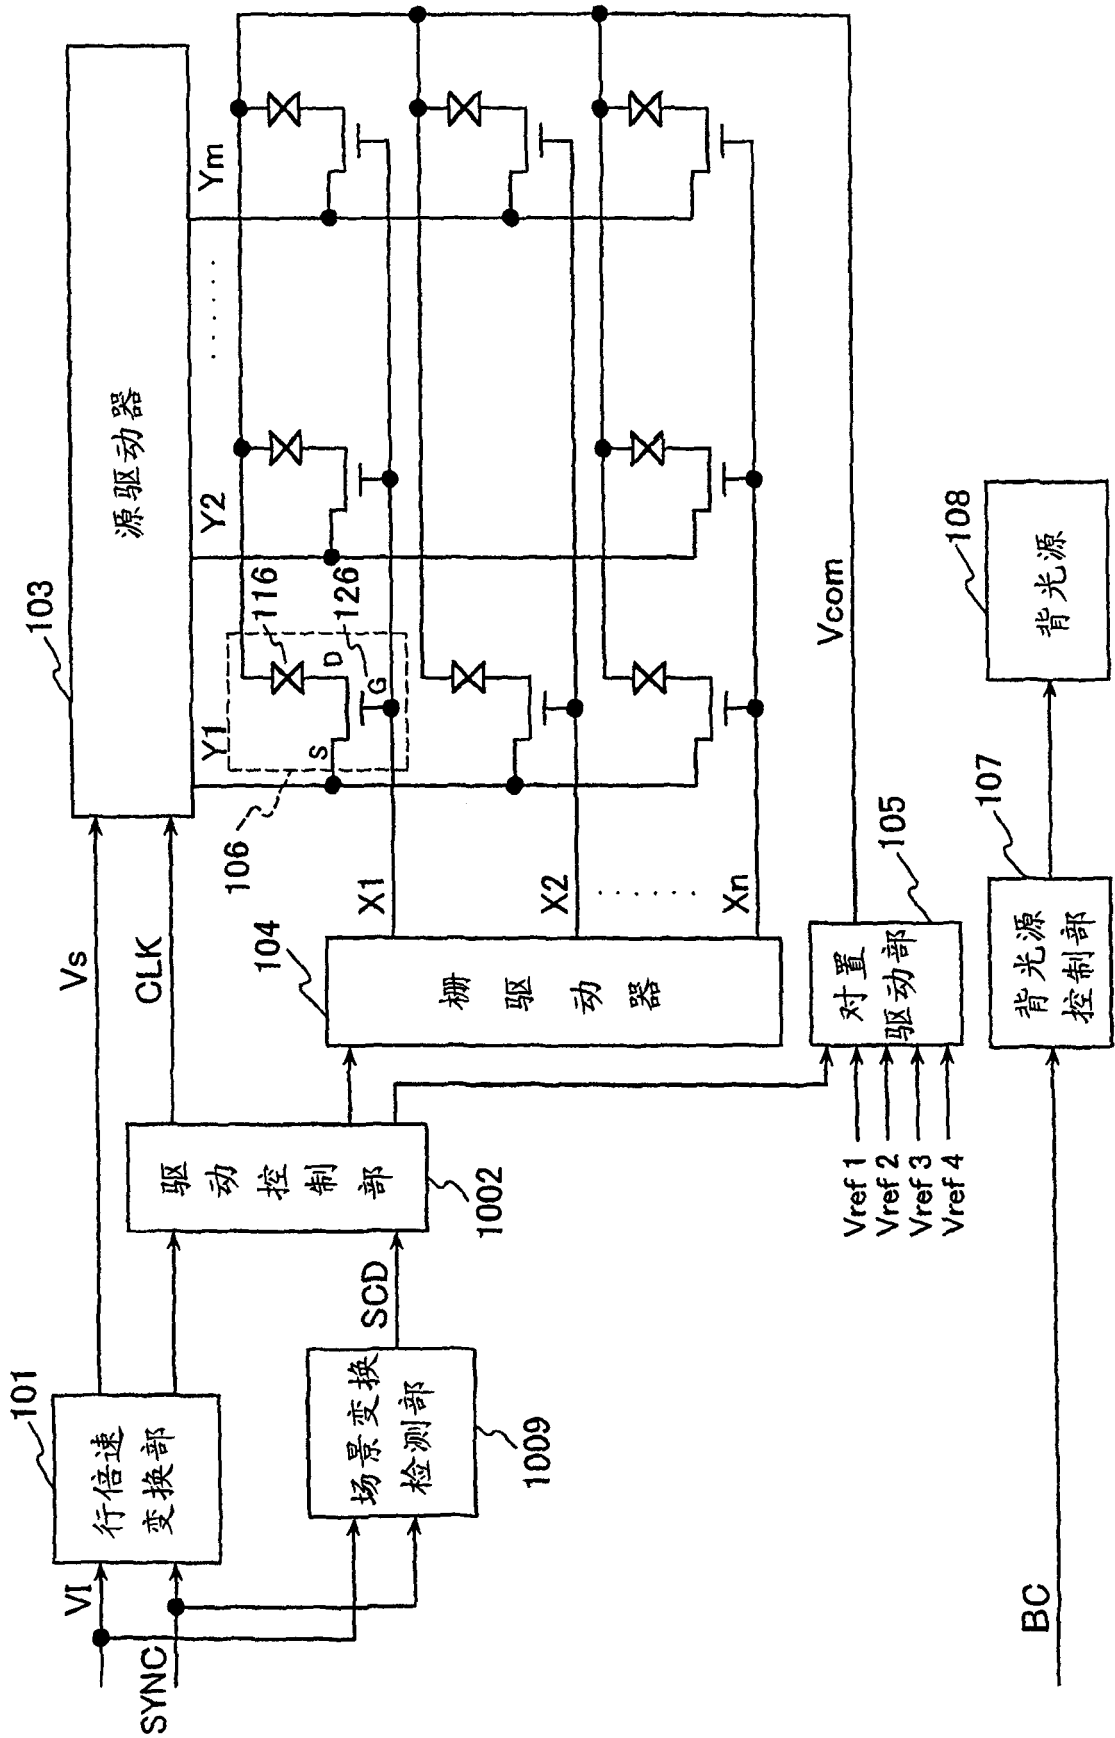 VI
SYNC
101
行倍速
变换部
场景变换
检测部
1009
SCD
驱动控制部
1002
Vs
CLK
103
源驱动器
Y1
Y2
.......
Ym
106
S
D
G
116
126
104
栅驱动器
X1
X2
.......
Xn
Vref 1
Vref 2
Vref 3
Vref 4
对置
驱动部
105
Vcom
BC
背光源
控制部
107
背光源
108